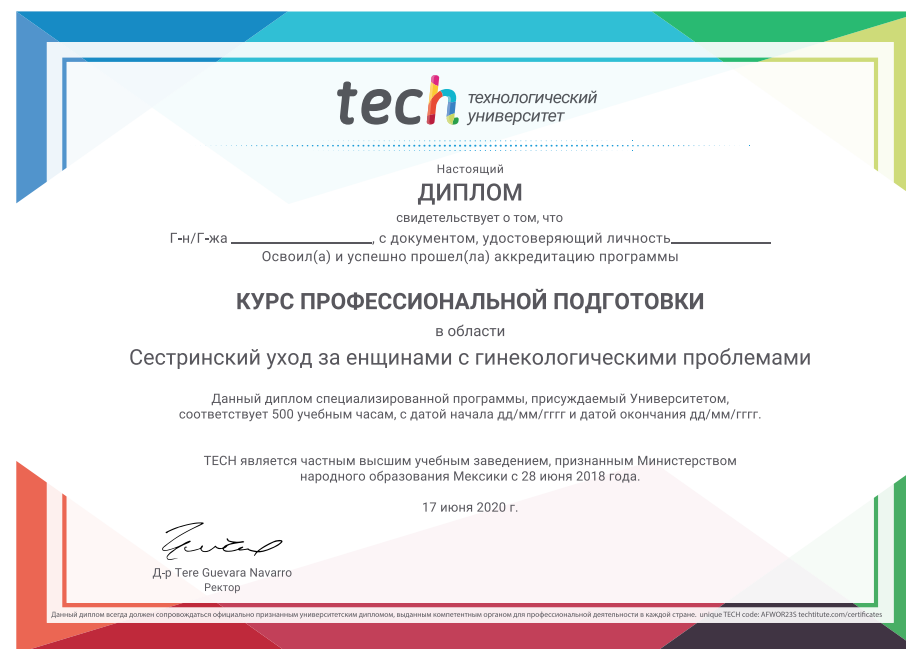 tech технологический
университет
Настоящий
ДИПЛОМ
свидетельствует о том, что
Г-н/Г-жа ____________________, с документом, удостоверяющий личность______________
Освоил(а) и успешно прошел(ла) аккредитацию программы
КУРС ПРОФЕССИОНАЛЬНОЙ ПОДГОТОВКИ
в области
Сестринский уход за енщинами с гинекологическими проблемами
Данный диплом специализированной программы, присуждаемый Университетом,
соответствует 500 учебным часам, с датой начала дд/мм/гггг и датой окончания дд/мм/гггг.
TECH является частным высшим учебным заведением, признанным Министерством
народного образования Мексики с 28 июня 2018 года.
17 июня 2020 г.
Д-р Tere Guevara Navarro
Ректор
Данный диплом всегда должен сопровождаться официально признанным университетским дипломом, выданным компетентным органом для профессиональной деятельности в каждой стране. unique TECH code: AFWOR23S techtitute.com/certificates